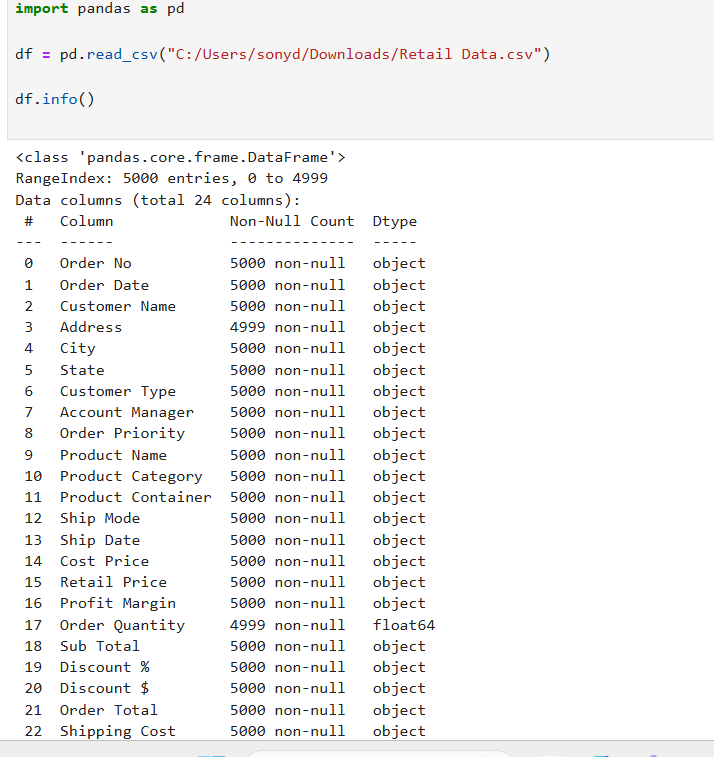 import pandas as pd
df = pd.read_csv("C:/Users/sonyd/Downloads/Retail Data.csv")
df.info()
<class 'pandas.core.frame.DataFrame'>
RangeIndex: 5000 entries, 0 to 4999
Data columns (total 24 columns):
 #   Column             Non-Null Count  Dtype
---  ------             --------------  -----
 0   Order No           5000 non-null   object
 1   Order Date         5000 non-null   object
 2   Customer Name      5000 non-null   object
 3   Address            4999 non-null   object
 4   City               5000 non-null   object
 5   State              5000 non-null   object
 6   Customer Type      5000 non-null   object
 7   Account Manager    5000 non-null   object
 8   Order Priority     5000 non-null   object
 9   Product Name       5000 non-null   object
 10  Product Category   5000 non-null   object
 11  Product Container  5000 non-null   object
 12  Ship Mode          5000 non-null   object
 13  Ship Date          5000 non-null   object
 14  Cost Price         5000 non-null   object
 15  Retail Price       5000 non-null   object
 16  Profit Margin      5000 non-null   object
 17  Order Quantity     4999 non-null   float64
 18  Sub Total          5000 non-null   object
 19  Discount %         5000 non-null   object
 20  Discount $         5000 non-null   object
 21  Order Total        5000 non-null   object
 22  Shipping Cost      5000 non-null   object